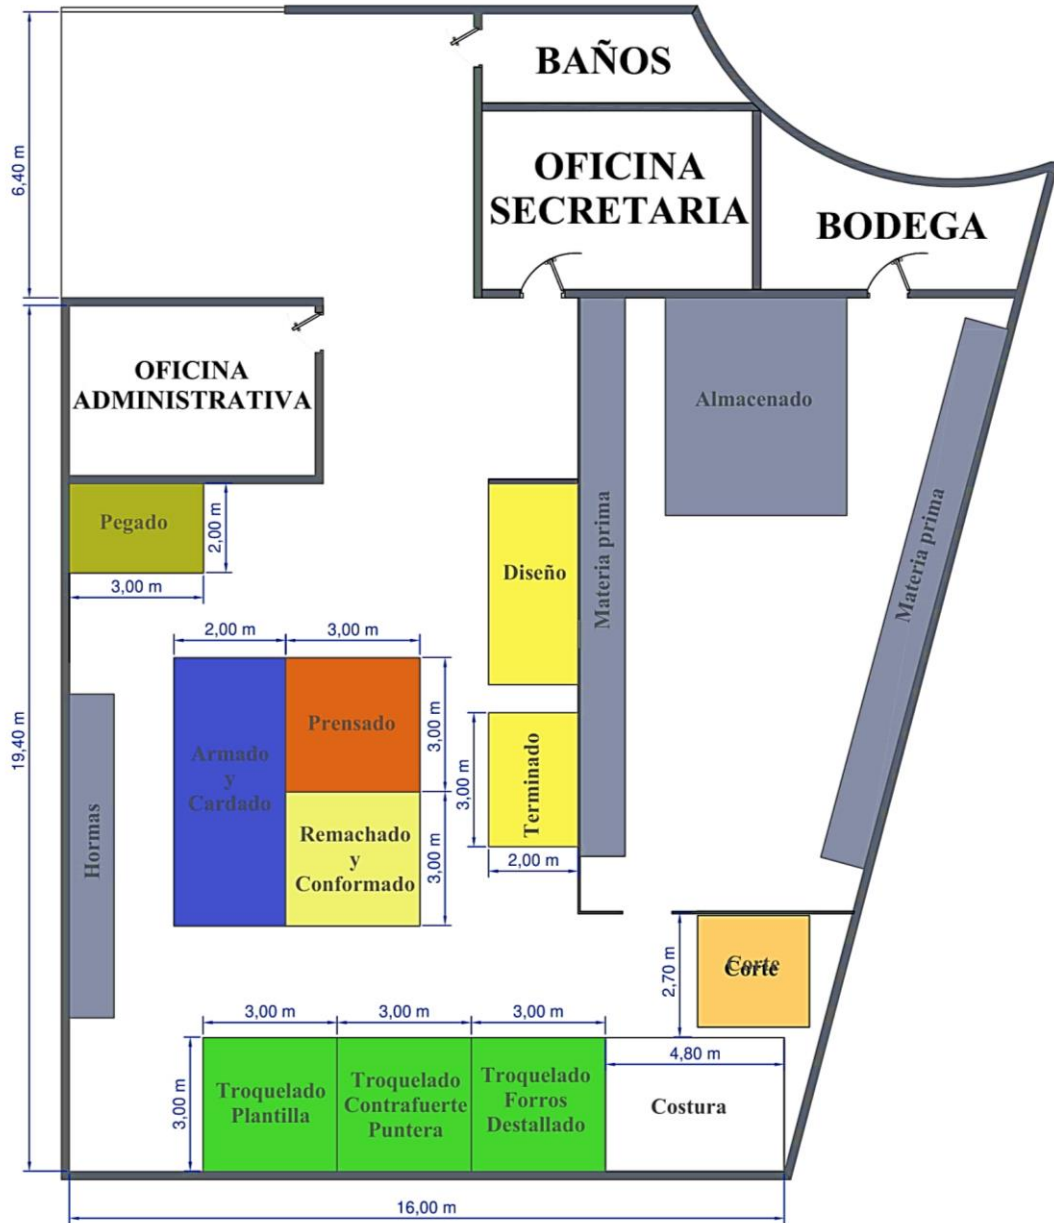 BAÑOS
OFICINA
SECRETARIA
BODEGA
6,40 m
OFICINA
ADMINISTRATIVA
Almacenado
Materia prima
Materia prima
Pegado
2,00 m
3,00 m
Diseño
2,00 m
3,00 m
Armado
y
Cardado
Prensado
3,00 m
Remachado
y
Conformado
3,00 m
Terminado
3,00 m
2,00 m
19,40 m
Hormas
Corte
Corte
2,70 m
3,00 m
3,00 m
3,00 m
4,80 m
3,00 m
Troquelado
Plantilla
Troquelado
Contrafuerte
Puntera
Troquelado
Forros
Destallado
Costura
16,00 m